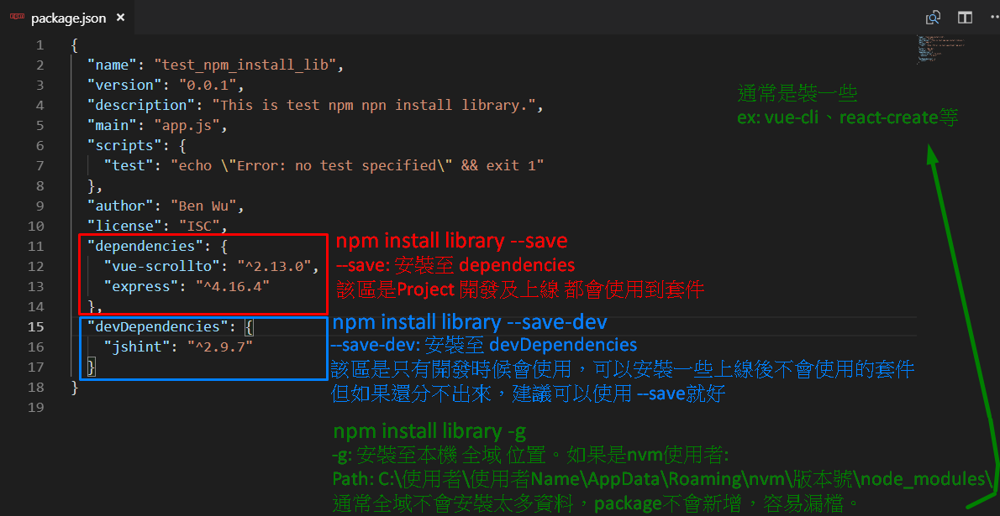 package.json ×
1 {
2 "name": "test_npm_install_lib",
3 "version": "0.0.1",
4 "description": "This is test npm npn install library.",
5 "main": "app.js",
6 "scripts": {
7 "test": "echo \"Error: no test specified\" && exit 1"
8 },
9 "author": "Ben Wu",
10 "license": "ISC",
11 "dependencies": {
12 "vue-scrollto": "^2.13.0",
13 "express": "^4.16.4"
14 },
15 "devDependencies": {
16 "jshint": "^2.9.7"
17 }
18 }
19
通常是裝一些
ex: vue-cli、react-create等
npm install library --save
--save: 安裝至 dependencies
該區是Project 開發及上線 都會使用到套件
npm install library --save-dev
--save-dev: 安裝至 devDependencies
該區是只有開發時候會使用，可以安裝一些上線後不會使用的套件
但如果還分不出來，建議可以使用 --save就好
npm install library -g
-g: 安裝至本機 全域 位置。如果是nvm使用者:
Path: C:\使用者\使用者Name\AppData\Roaming\nvm\版本號\node_modules\
通常全域不會安裝太多資料，package不會新增，容易漏檔。